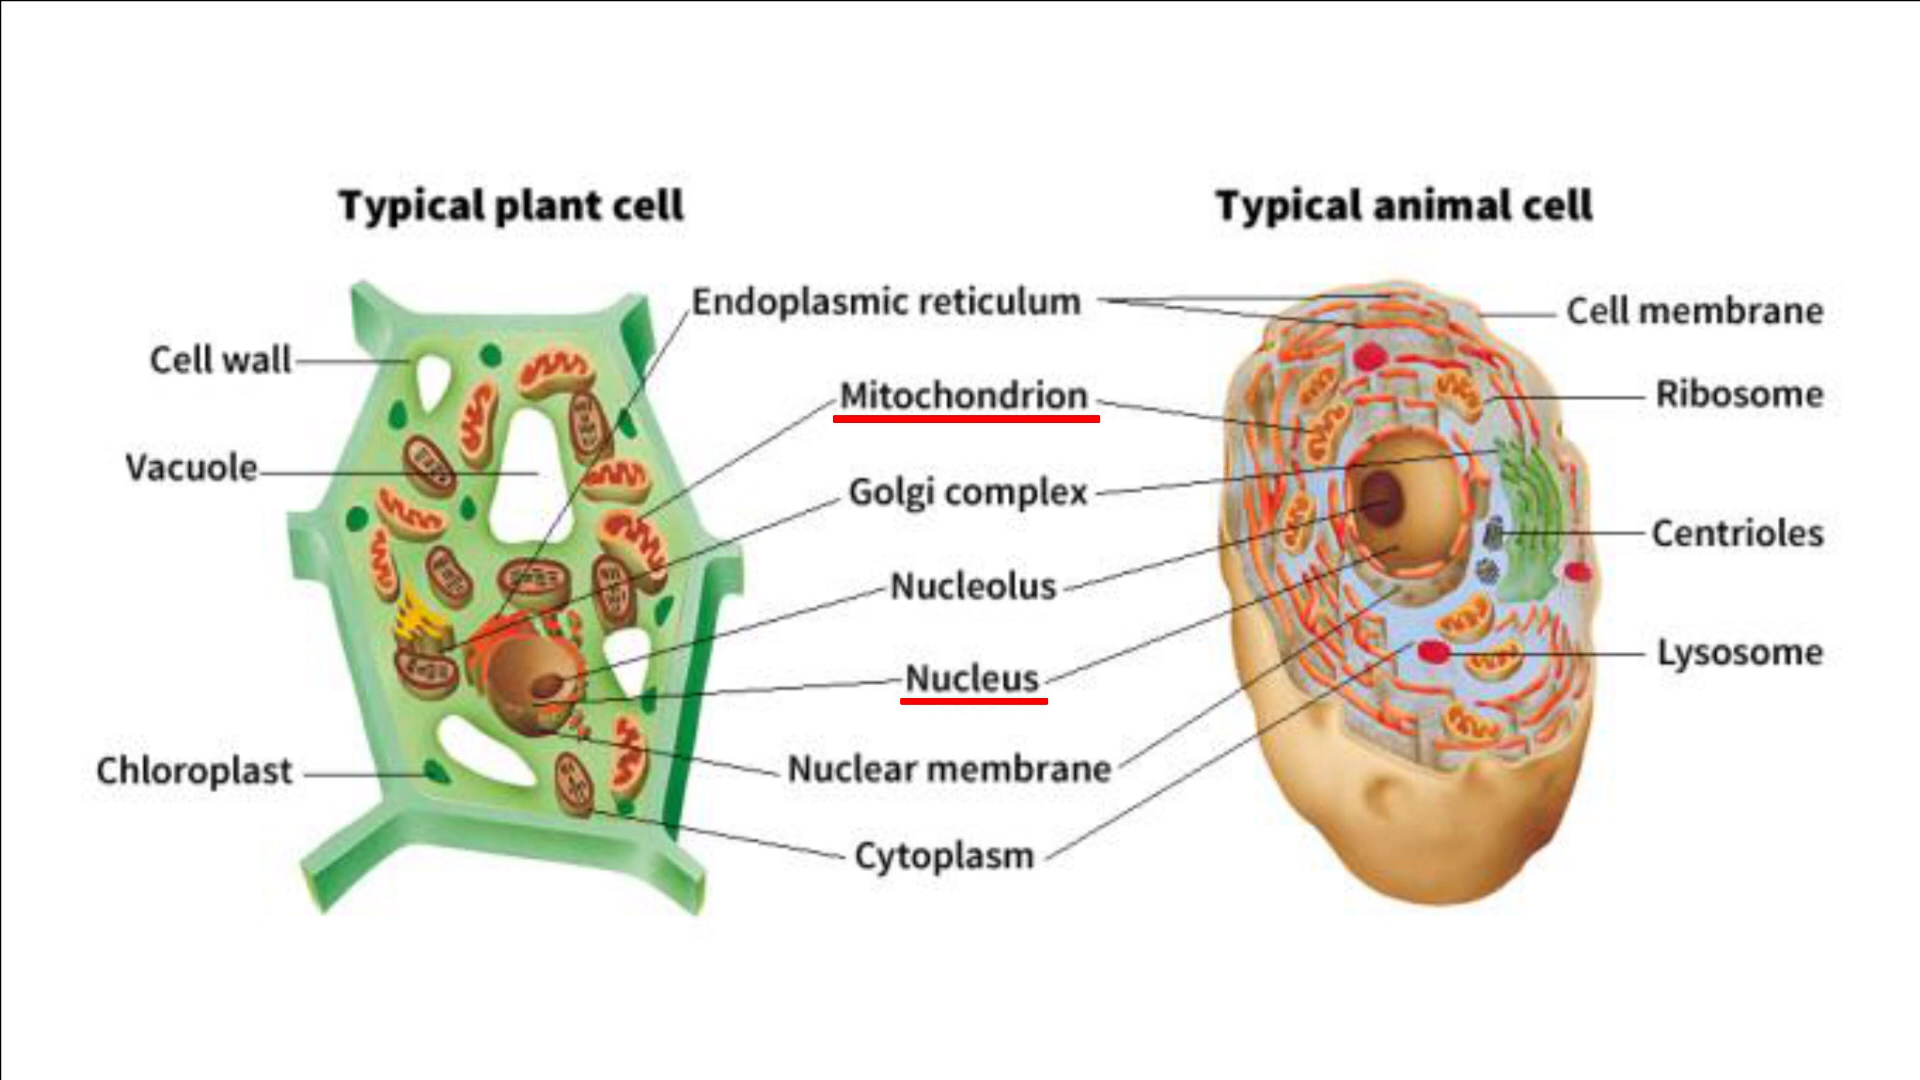 Typical plant cell
Typical animal cell
Endoplasmic reticulum
Cell membrane
Cell wall
Mitochondrion
Ribosome
Vacuole
Golgi complex
Centrioles
Nucleolus
Nucleus
Lysosome
Chloroplast
Nuclear membrane
Cytoplasm